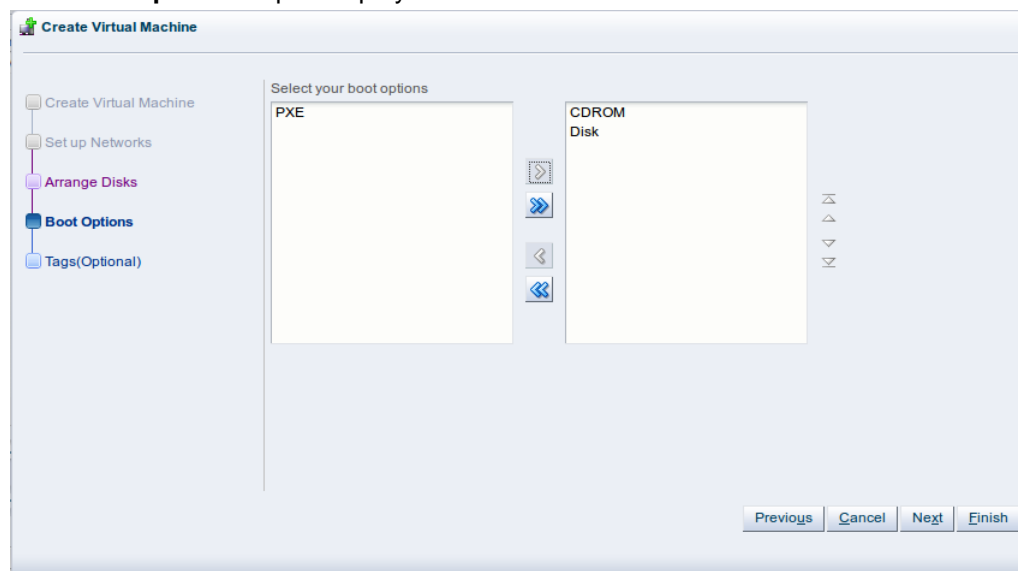 Create Virtual Machine
Create Virtual Machine
Set up Networks
Arrange Disks
Boot Options
Tags(Optional)
Select your boot options
PXE
CDROM
Disk
Previous
Cancel
Next
Finish